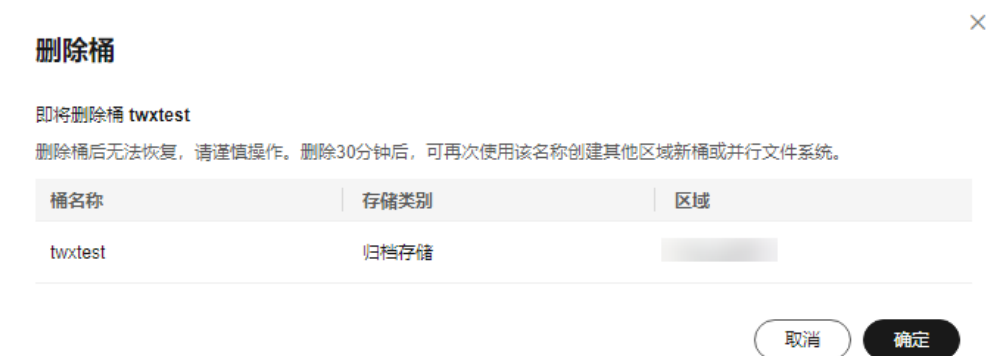 删除桶
即将删除桶 twxtest
删除桶后无法恢复，请谨慎操作。删除30分钟后，可再次使用该名称创建其他区域新桶或并行文件系统。
桶名称 存储类别 区域
twxtest 归档存储
取消 确定